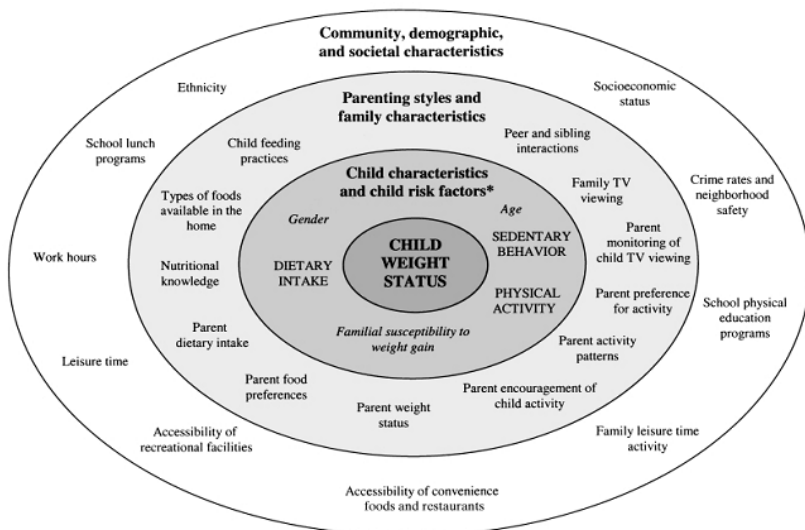 Community, demographic,
and societal characteristics
Ethnicity
Socioeconomic
status
Parenting styles and
family characteristics
School lunch
programs
Child feeding
practices
Peer and sibling
interactions
Child characteristics
and child risk factors*
Family TV
viewing
Crime rates and
neighborhood
safety
Types of foods
available in the
home
Gender
Age
Work hours
Nutritional
knowledge
DIETARY
INTAKE
CHILD
WEIGHT
STATUS
SEDENTARY
BEHAVIOR
Parent
monitoring of
child TV viewing
PHYSICAL
ACTIVITY
Parent preference
for activity
School physical
education
programs
Familial susceptibility to
weight gain
Parent
dietary intake
Parent activity
patterns
Leisure time
Parent food
preferences
Parent weight
status
Parent encouragement of
child activity
Accessibility of
recreational facilities
Family leisure time
activity
Accessibility of convenience
foods and restaurants